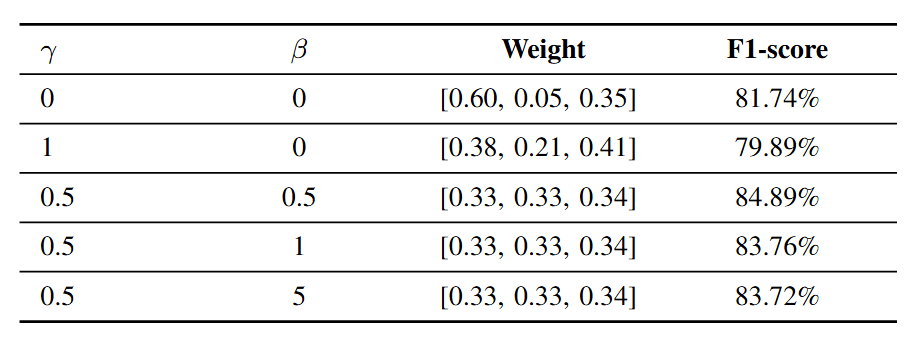 γ β Weight F1-score
0 0 [0.60, 0.05, 0.35] 81.74%
1 0 [0.38, 0.21, 0.41] 79.89%
0.5 0.5 [0.33, 0.33, 0.34] 84.89%
0.5 1 [0.33, 0.33, 0.34] 83.76%
0.5 5 [0.33, 0.33, 0.34] 83.72%